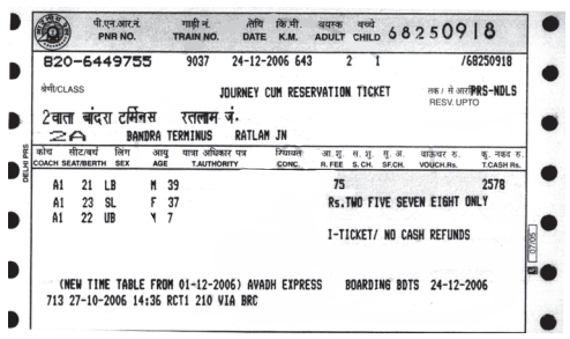 पी.एन.आर.नं. गाड़ी नं. तिथि कि.मी. वयस्क बच्चे 68250918
PNR NO. TRAIN NO. DATE K.M. ADULT CHILD
820-6449755 9037 24-12-2006 643 2 1 /68250918
श्रेणी/CLASS JOURNEY CUM RESERVATION TICKET तक / से आरPRS-NDLS
RESV. UPTO
2वाता बांदरा टर्मिनस रतलाम जं.
2A BANDRA TERMINUS RATLAM JN
कोच सीट/बर्थ लिंग आयु यात्रा अधिकार पत्र रियायत आ. शु. स. शु. सु. अ. वाऊचर रु. कु. नकद रु.
COACH SEAT/BERTH SEX AGE T.AUTHORITY CONC. R. FEE S. CH. SF.CH. VOUCH.Rs. T.CASH Rs.
A1 21 LB M 39 75 2578
A1 23 SL F 37 Rs.TWO FIVE SEVEN EIGHT ONLY
A1 22 UB 7
I-TICKET/ NO CASH REFUNDS
(NEW TIME TABLE FROM 01-12-2006) AVADH EXPRESS BOARDING BDTS 24-12-2006
713 27-10-2006 14:36 RCT1 210 VIA BRC
DELHI PRS
07/05